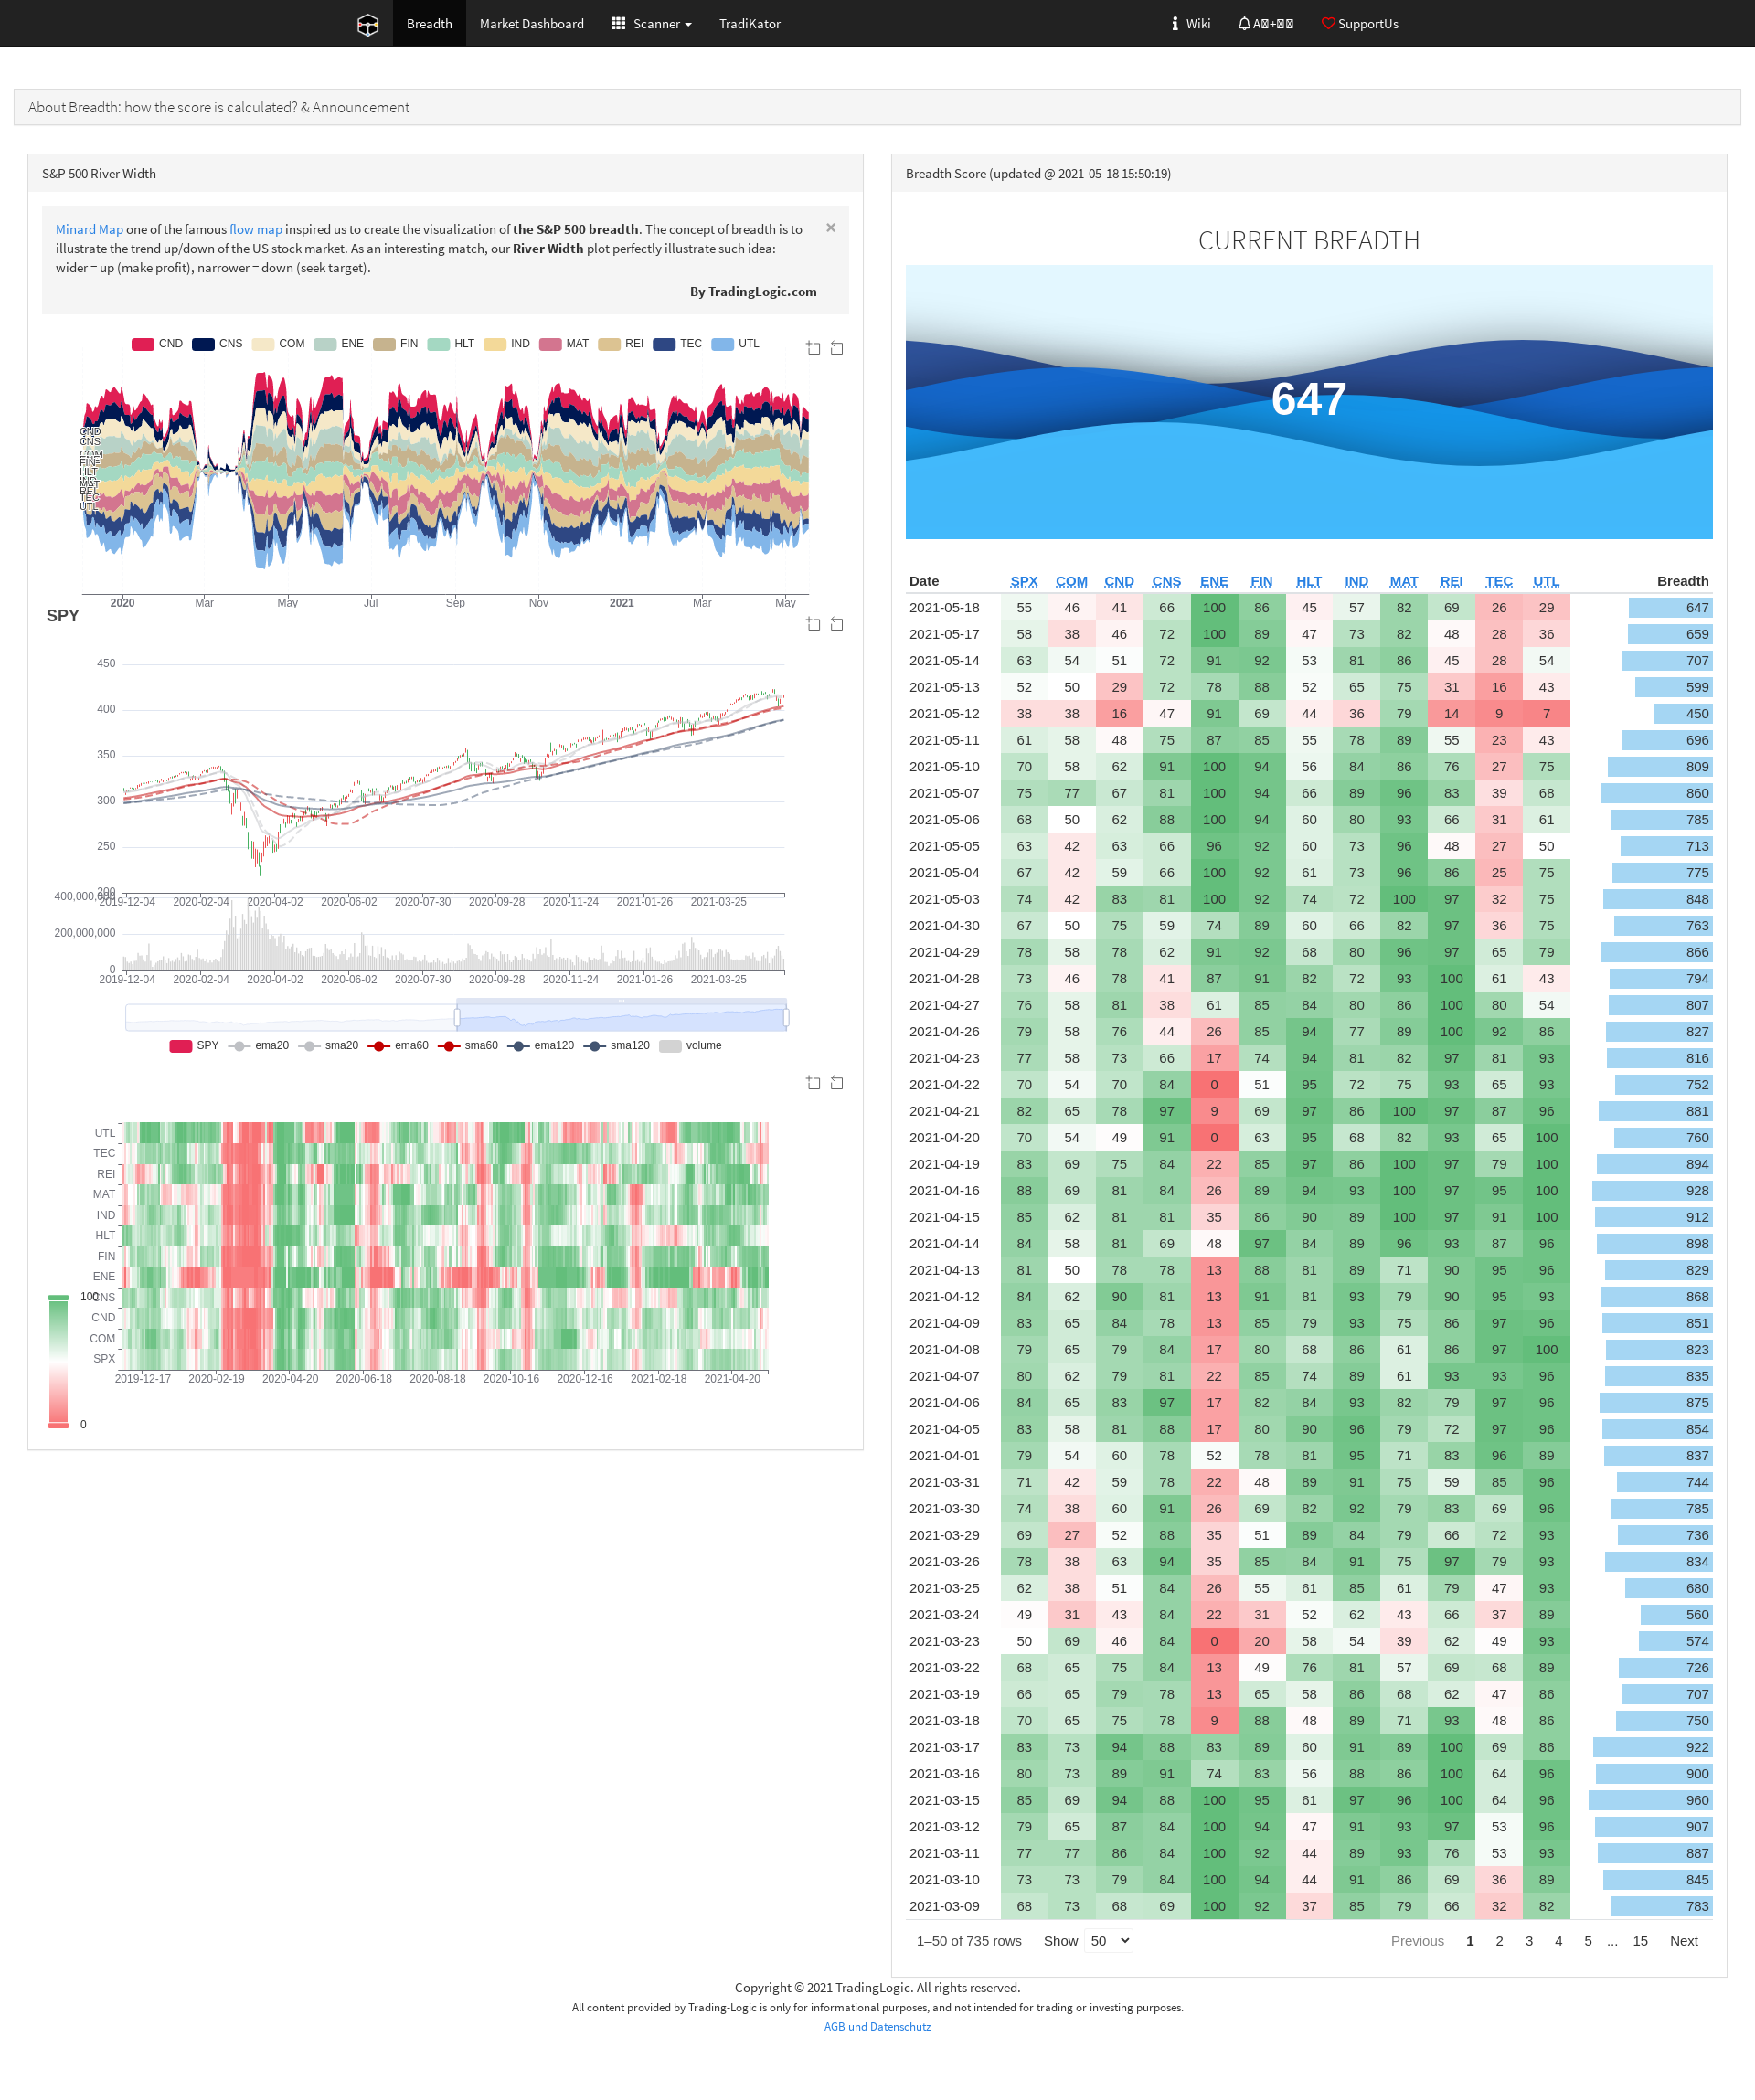 Breadth Market Dashboard Scanner TradiKator Wiki SupportUs
About Breadth: how the score is calculated? & Announcement
S&P 500 River Width
Minard Map one of the famous flow map inspired us to create the visualization of the S&P 500 breadth. The concept of breadth is to
illustrate the trend up/down of the US stock market. As an interesting match, our River Width plot perfectly illustrate such idea:
wider = up (make profit), narrower = down (seek target).
×
By TradingLogic.com
CND CNS COM ENE FIN HLT IND MAT REI TEC UTL
CND
CNS
COM
ENE
FIN
HLT
IND
MAT
REI
TEC
UTL
2020 Mar May Jul Sep Nov 2021 Mar May
SPY
450
400
350
300
250
200
2019-12-04 2020-02-04 2020-04-02 2020-06-02 2020-07-30 2020-09-28 2020-11-24 2021-01-26 2021-03-25
400,000,000
200,000,000
0
2019-12-04 2020-02-04 2020-04-02 2020-06-02 2020-07-30 2020-09-28 2020-11-24 2021-01-26 2021-03-25
SPY ema20 sma20 ema60 sma60 ema120 sma120 volume
UTL
TEC
REI
MAT
IND
HLT
FIN
ENE
CNS
CND
COM
SPX
100
0
2019-12-17 2020-02-19 2020-04-20 2020-06-18 2020-08-18 2020-10-16 2020-12-16 2021-02-18 2021-04-20
Breadth Score (updated @ 2021-05-18 15:50:19)
CURRENT BREADTH
647
Date SPX COM CND CNS ENE FIN HLT IND MAT REI TEC UTL Breadth
2021-05-18 55 46 41 66 100 86 45 57 82 69 26 29 647
2021-05-17 58 38 46 72 100 89 47 73 82 48 28 36 659
2021-05-14 63 54 51 72 91 92 53 81 86 45 28 54 707
2021-05-13 52 50 29 72 78 88 52 65 75 31 16 43 599
2021-05-12 38 38 16 47 91 69 44 36 79 14 9 7 450
2021-05-11 61 58 48 75 87 85 55 78 89 55 23 43 696
2021-05-10 70 58 62 91 100 94 56 84 86 76 27 75 809
2021-05-07 75 77 67 81 100 94 66 89 96 83 39 68 860
2021-05-06 68 50 62 88 100 94 60 80 93 66 31 61 785
2021-05-05 63 42 63 66 96 92 60 73 96 48 27 50 713
2021-05-04 67 42 59 66 100 92 61 73 96 86 25 75 775
2021-05-03 74 42 83 81 100 92 74 72 100 97 32 75 848
2021-04-30 67 50 75 59 74 89 60 66 82 97 36 75 763
2021-04-29 78 58 78 62 91 92 68 80 96 97 65 79 866
2021-04-28 73 46 78 41 87 91 82 72 93 100 61 43 794
2021-04-27 76 58 81 38 61 85 84 80 86 100 80 54 807
2021-04-26 79 58 76 44 26 85 94 77 89 100 92 86 827
2021-04-23 77 58 73 66 17 74 94 81 82 97 81 93 816
2021-04-22 70 54 70 84 0 51 95 72 75 93 65 93 752
2021-04-21 82 65 78 97 9 69 97 86 100 97 87 96 881
2021-04-20 70 54 49 91 0 63 95 68 82 93 65 100 760
2021-04-19 83 69 75 84 22 85 97 86 100 97 79 100 894
2021-04-16 88 69 81 84 26 89 94 93 100 97 95 100 928
2021-04-15 85 62 81 81 35 86 90 89 100 97 91 100 912
2021-04-14 84 58 81 69 48 97 84 89 96 93 87 96 898
2021-04-13 81 50 78 78 13 88 81 89 71 90 95 96 829
2021-04-12 84 62 90 81 13 91 81 93 79 90 95 93 868
2021-04-09 83 65 84 78 13 85 79 93 75 86 97 96 851
2021-04-08 79 65 79 84 17 80 68 86 61 86 97 100 823
2021-04-07 80 62 79 81 22 85 74 89 61 93 93 96 835
2021-04-06 84 65 83 97 17 82 84 93 82 79 97 96 875
2021-04-05 83 58 81 88 17 80 90 96 79 72 97 96 854
2021-04-01 79 54 60 78 52 78 81 95 71 83 96 89 837
2021-03-31 71 42 59 78 22 48 89 91 75 59 85 96 744
2021-03-30 74 38 60 91 26 69 82 92 79 83 69 96 785
2021-03-29 69 27 52 88 35 51 89 84 79 66 72 93 736
2021-03-26 78 38 63 94 35 85 84 91 75 97 79 93 834
2021-03-25 62 38 51 84 26 55 61 85 61 79 47 93 680
2021-03-24 49 31 43 84 22 31 52 62 43 66 37 89 560
2021-03-23 50 69 46 84 0 20 58 54 39 62 49 93 574
2021-03-22 68 65 75 84 13 49 76 81 57 69 68 89 726
2021-03-19 66 65 79 78 13 65 58 86 68 62 47 86 707
2021-03-18 70 65 75 78 9 88 48 89 71 93 48 86 750
2021-03-17 83 73 94 88 83 89 60 91 89 100 69 86 922
2021-03-16 80 73 89 91 74 83 56 88 86 100 64 96 900
2021-03-15 85 69 94 88 100 95 61 97 96 100 64 96 960
2021-03-12 79 65 87 84 100 94 47 91 93 97 53 96 907
2021-03-11 77 77 86 84 100 92 44 89 93 76 53 93 887
2021-03-10 73 73 79 84 100 94 44 91 86 69 36 89 845
2021-03-09 68 73 68 69 100 92 37 85 79 66 32 82 783
1–50 of 735 rows Show 50 Previous 1 2 3 4 5 ... 15 Next
Copyright © 2021 TradingLogic. All rights reserved.
All content provided by Trading-Logic is only for informational purposes, and not intended for trading or investing purposes.
AGB und Datenschutz